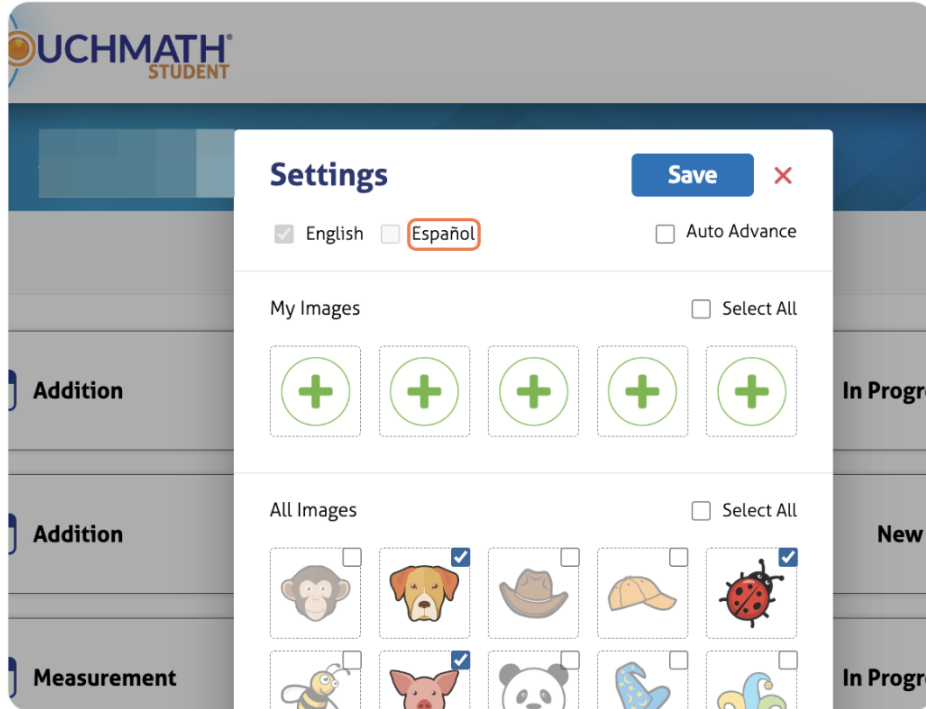 OUCHMATH®
STUDENT
Settings
Save
English
Español
Auto Advance
My Images
Select All
Addition
In Progr
All Images
Select All
Addition
New
Measurement
In Progr